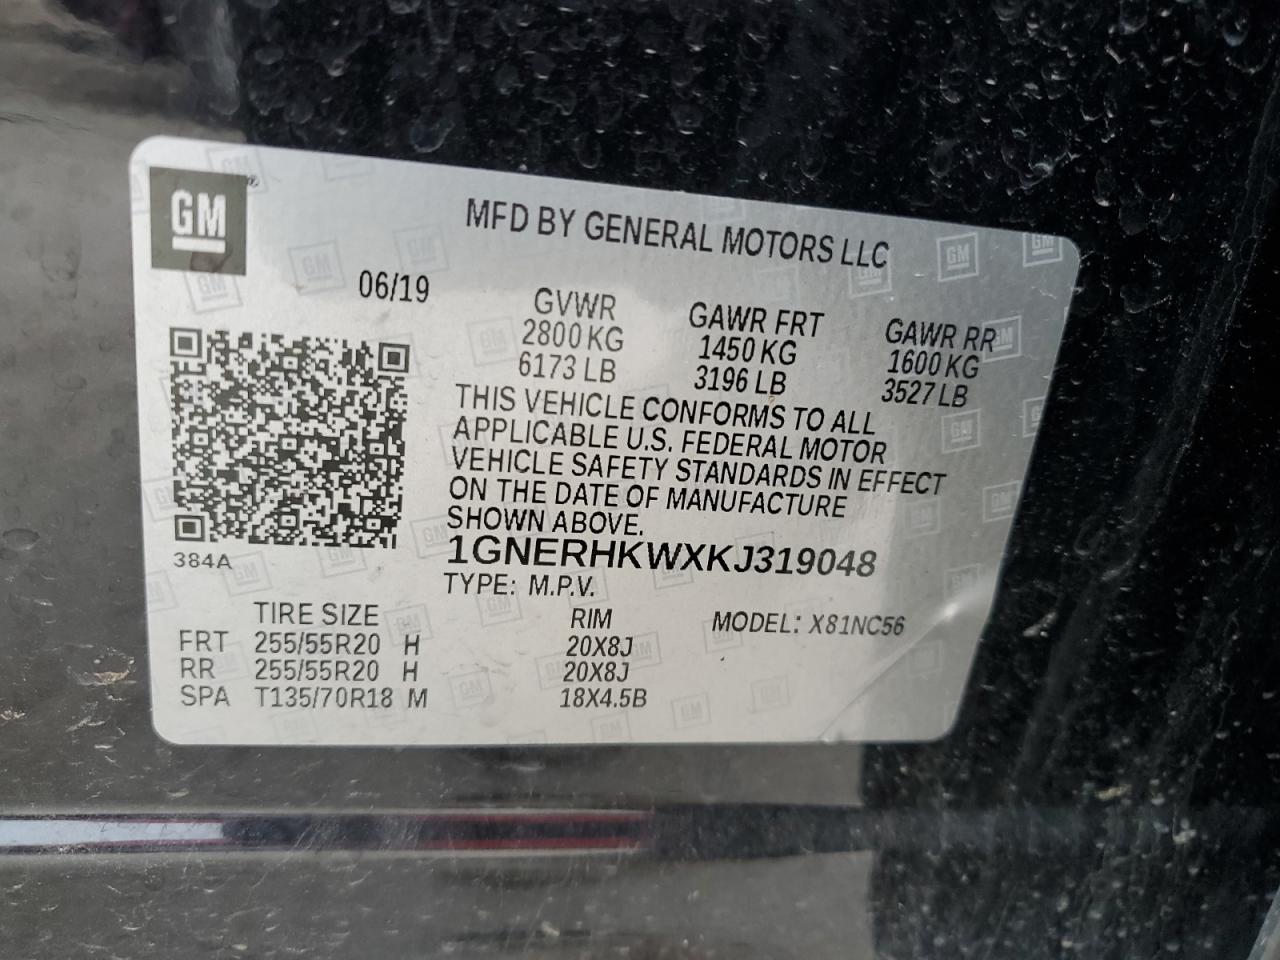 GM
MFD BY GENERAL MOTORS LLC
06/19
GVWR
2800 KG
6173 LB
GAWR FRT
1450 KG
3196 LB
GAWR RR
1600 KG
3527 LB
THIS VEHICLE CONFORMS TO ALL
APPLICABLE U.S. FEDERAL MOTOR
VEHICLE SAFETY STANDARDS IN EFFECT
ON THE DATE OF MANUFACTURE
SHOWN ABOVE.
1GNERHKWXKJ319048
TYPE: M.P.V.
384A
TIRE SIZE RIM MODEL: X81NC56
FRT 255/55R20 H 20X8J
RR 255/55R20 H 20X8J
SPA T135/70R18 M 18X4.5B